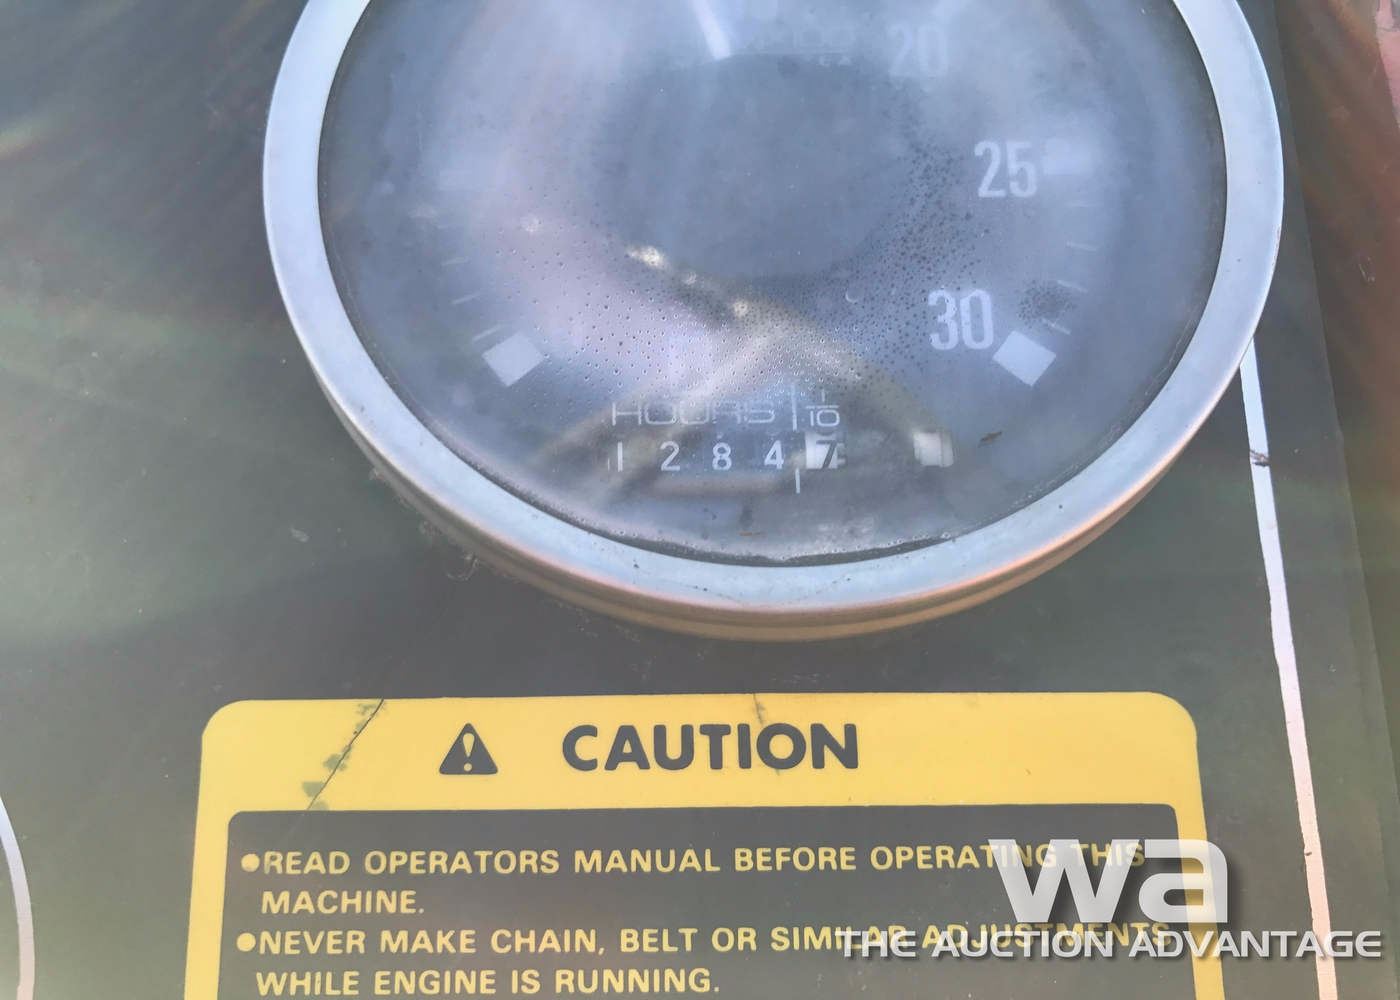 20
25
30
HOURS 1/10
1 2 8 4 7
CAUTION
•READ OPERATORS MANUAL BEFORE OPERATING THIS
MACHINE.
•NEVER MAKE CHAIN, BELT OR SIMILAR ADJUSTMENTS
WHILE ENGINE IS RUNNING.
wa
THE AUCTION ADVANTAGE